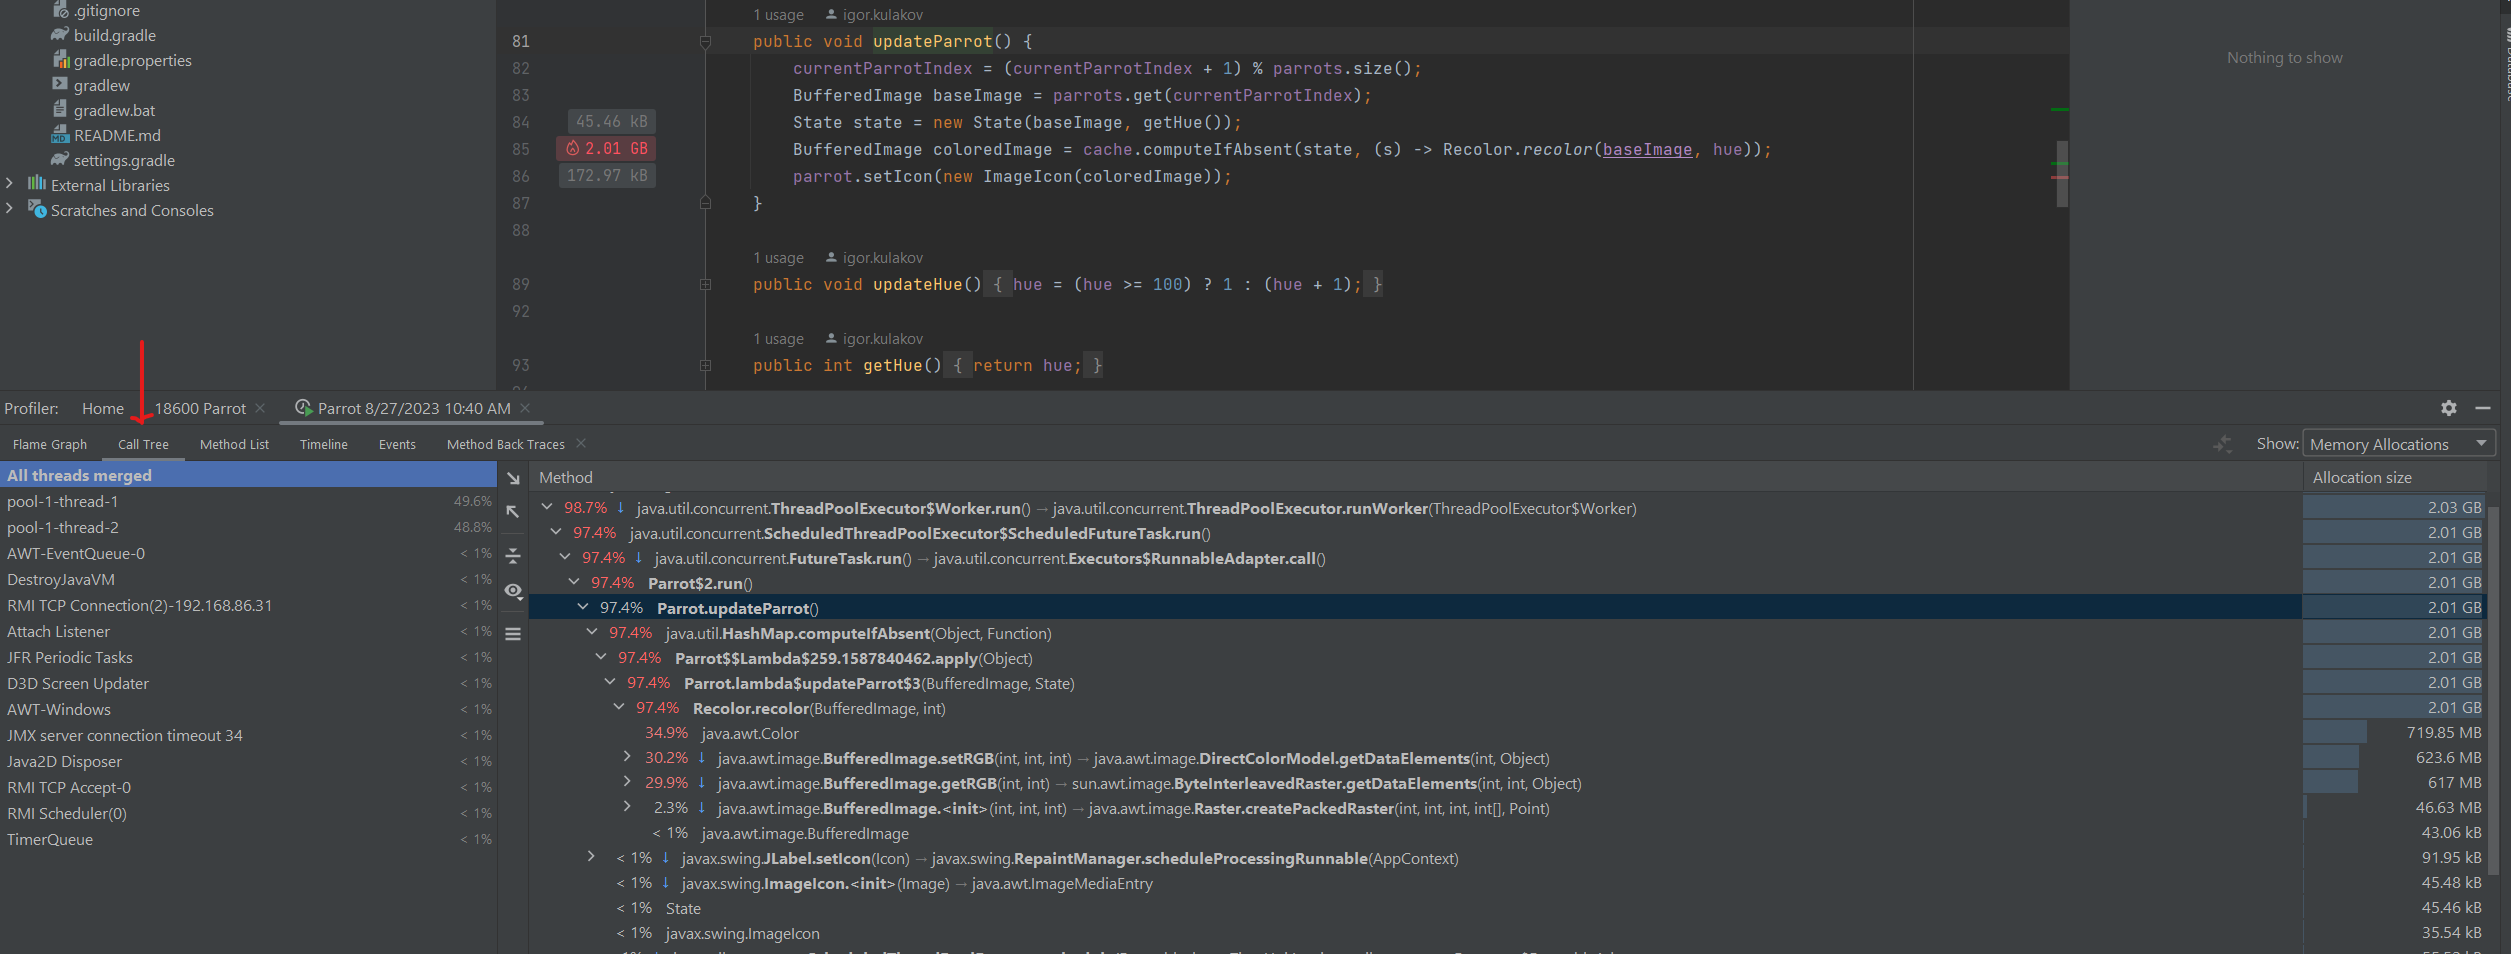 .gitignore
build.gradle
gradle.properties
gradlew
gradlew.bat
README.md
settings.gradle
External Libraries
Scratches and Consoles
1 usage igor.kulakov
81 public void updateParrot() {
82 currentParrotIndex = (currentParrotIndex + 1) % parrots.size();
83 BufferedImage baseImage = parrots.get(currentParrotIndex);
84 45.46 kB State state = new State(baseImage, getHue());
85 2.01 GB BufferedImage coloredImage = cache.computeIfAbsent(state, (s) -> Recolor.recolor(baseImage, hue));
86 172.97 kB parrot.setIcon(new ImageIcon(coloredImage));
87 }
88
1 usage igor.kulakov
89 public void updateHue() { hue = (hue >= 100) ? 1 : (hue + 1); }
92
1 usage igor.kulakov
93 public int getHue() { return hue; }
Nothing to show
Profiler: Home 18600 Parrot Parrot 8/27/2023 10:40 AM
Flame Graph Call Tree Method List Timeline Events Method Back Traces Show: Memory Allocations
All threads merged
pool-1-thread-1 49.6%
pool-1-thread-2 48.8%
AWT-EventQueue-0 < 1%
DestroyJavaVM < 1%
RMI TCP Connection(2)-192.168.86.31 < 1%
Attach Listener < 1%
JFR Periodic Tasks < 1%
D3D Screen Updater < 1%
AWT-Windows < 1%
JMX server connection timeout 34 < 1%
Java2D Disposer < 1%
RMI TCP Accept-0 < 1%
RMI Scheduler(0) < 1%
TimerQueue < 1%
Method Allocation size
98.7% ↓ java.util.concurrent.ThreadPoolExecutor$Worker.run() → java.util.concurrent.ThreadPoolExecutor.runWorker(ThreadPoolExecutor$Worker) 2.03 GB
97.4% java.util.concurrent.ScheduledThreadPoolExecutor$ScheduledFutureTask.run() 2.01 GB
97.4% ↓ java.util.concurrent.FutureTask.run() → java.util.concurrent.Executors$RunnableAdapter.call() 2.01 GB
97.4% Parrot$2.run() 2.01 GB
97.4% Parrot.updateParrot() 2.01 GB
97.4% java.util.HashMap.computeIfAbsent(Object, Function) 2.01 GB
97.4% Parrot$$Lambda$259.1587840462.apply(Object) 2.01 GB
97.4% Parrot.lambda$updateParrot$3(BufferedImage, State) 2.01 GB
97.4% Recolor.recolor(BufferedImage, int) 2.01 GB
34.9% java.awt.Color 719.85 MB
30.2% ↓ java.awt.image.BufferedImage.setRGB(int, int, int) → java.awt.image.DirectColorModel.getDataElements(int, Object) 623.6 MB
29.9% ↓ java.awt.image.BufferedImage.getRGB(int, int) → sun.awt.image.ByteInterleavedRaster.getDataElements(int, int, Object) 617 MB
2.3% ↓ java.awt.image.BufferedImage.<init>(int, int, int) → java.awt.image.Raster.createPackedRaster(int, int, int, int[], Point) 46.63 MB
< 1% java.awt.image.BufferedImage 43.06 kB
< 1% ↓ javax.swing.JLabel.setIcon(Icon) → javax.swing.RepaintManager.scheduleProcessingRunnable(AppContext) 91.95 kB
< 1% ↓ javax.swing.ImageIcon.<init>(Image) → java.awt.ImageMediaEntry 45.48 kB
< 1% State 45.46 kB
< 1% javax.swing.ImageIcon 35.54 kB